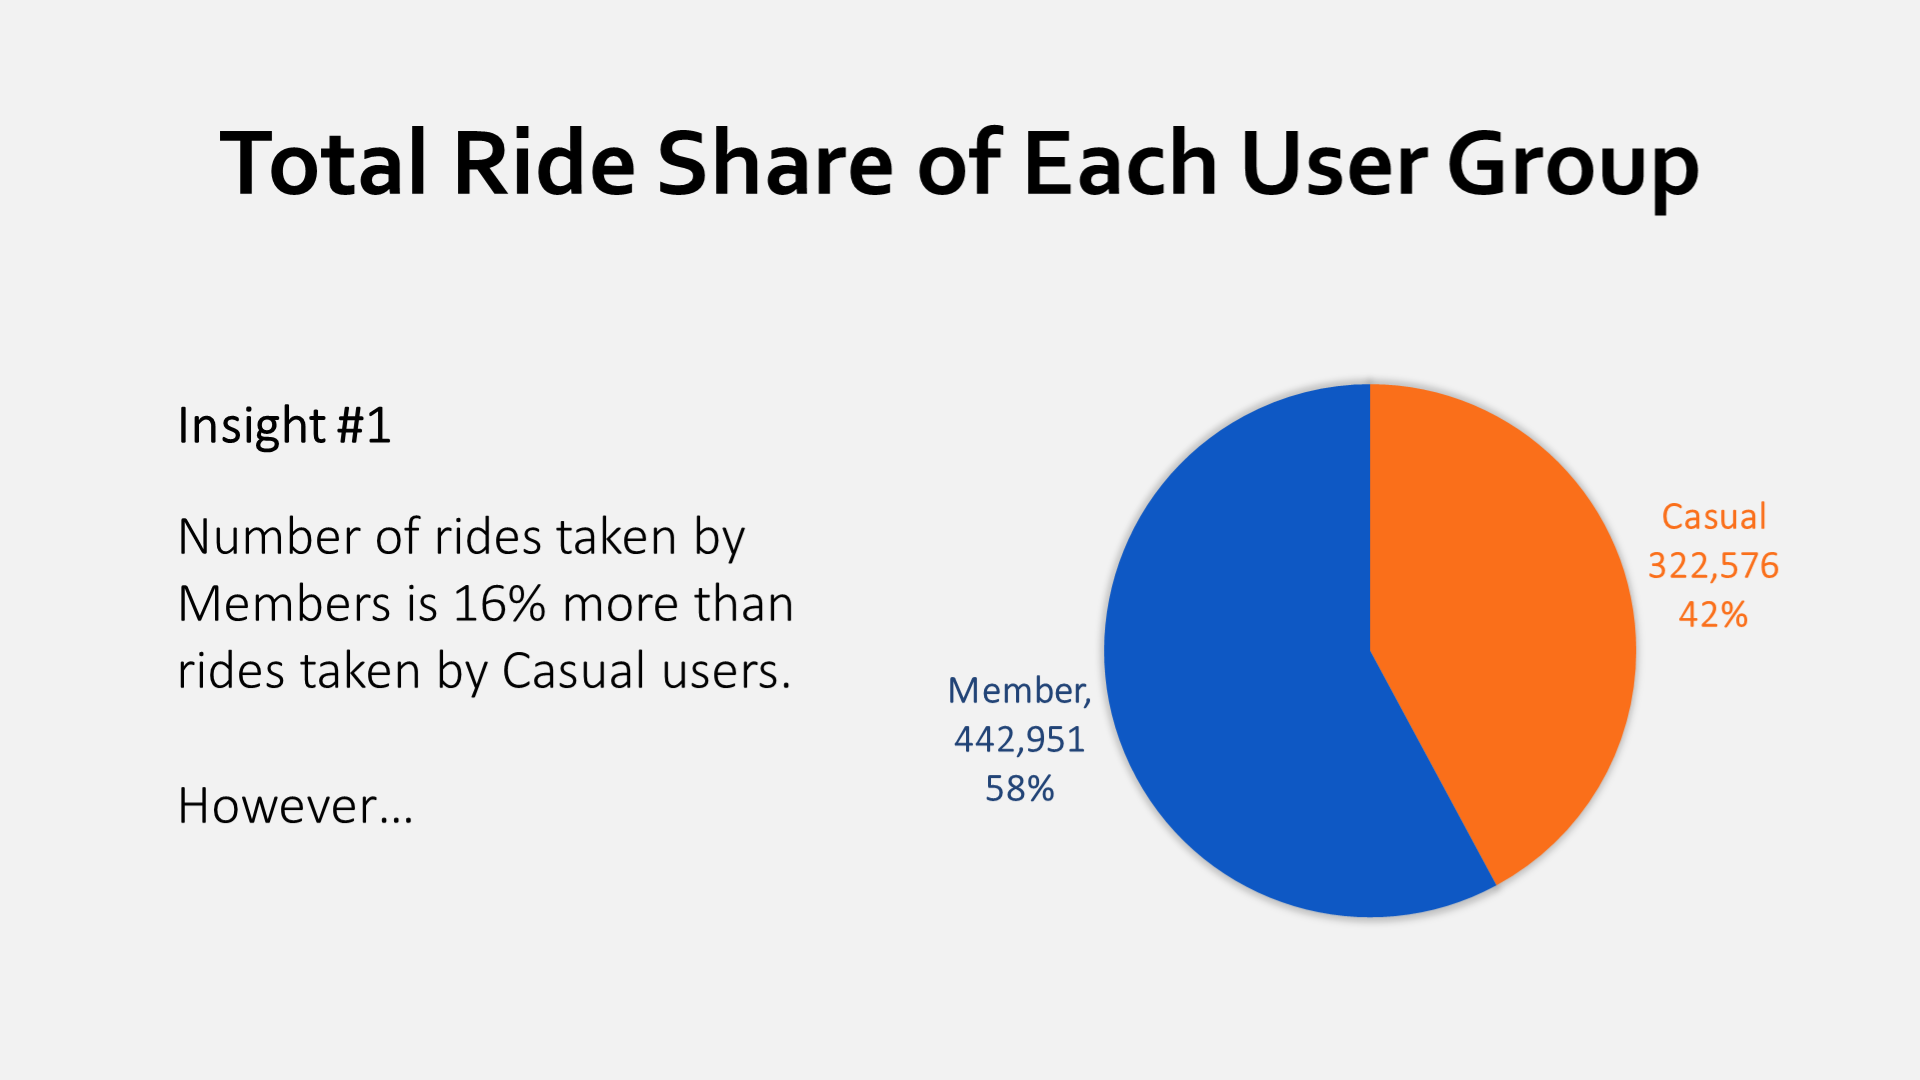 Total Ride Share of Each User Group
Insight #1
Number of rides taken by
Members is 16% more than
rides taken by Casual users.
However...
Casual
322,576
42%
Member,
442,951
58%